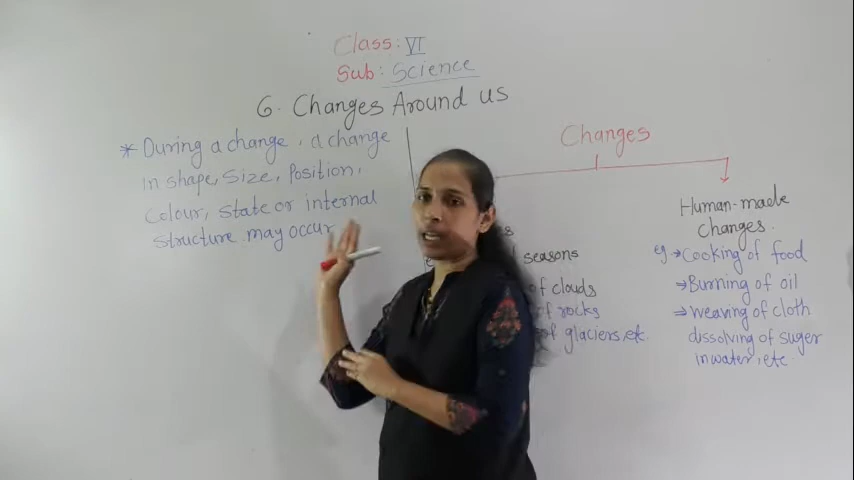 Class: VI
Sub: Science
6. Changes Around us
* During a change, a change
in shape, Size, Position,
Colour, State or internal
structure may occur
Changes
Human-made
changes.
seasons
of clouds
of rocks
of glaciers, etc.
eg → Cooking of food
⇒ Burning of oil
⇒ weaving of cloth
dissolving of suger
in water, etc.